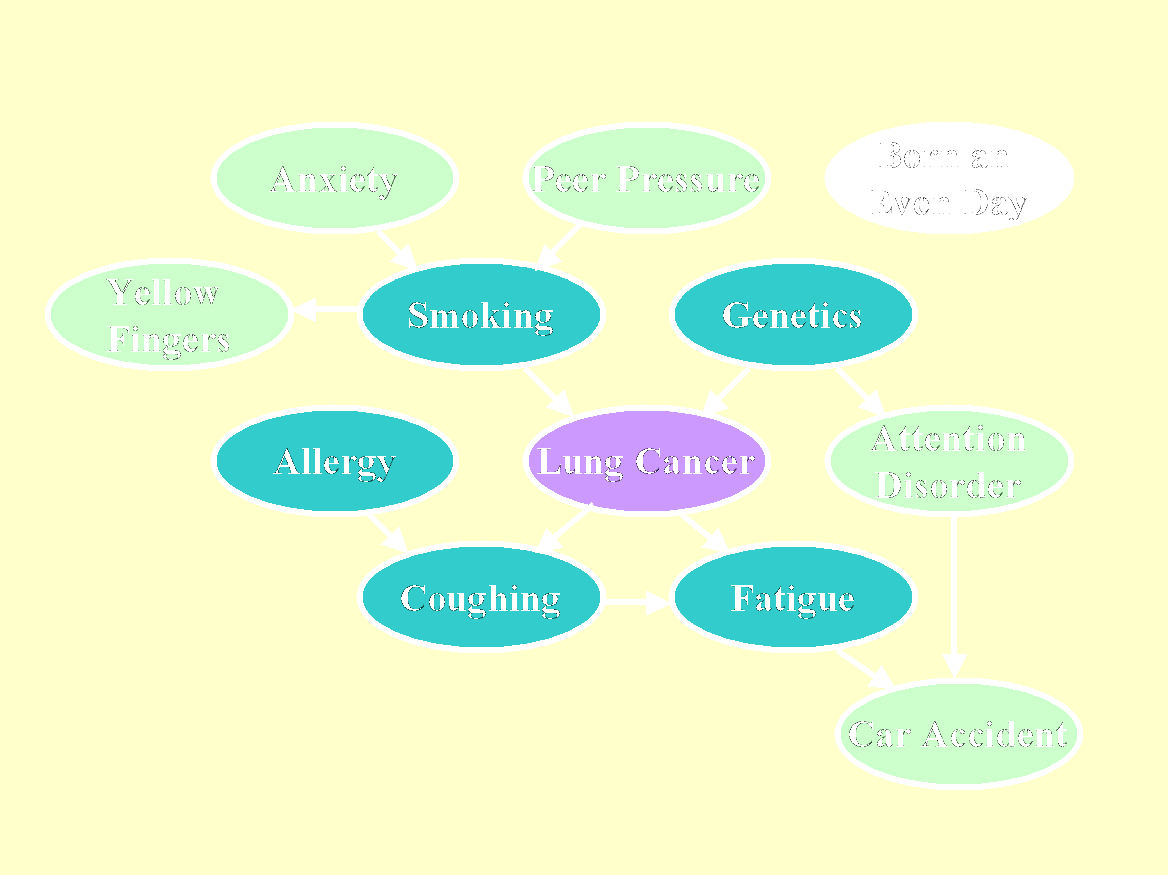 Anxiety
Peer Pressure
Born an
Even Day
Yellow
Fingers
Smoking
Genetics
Allergy
Lung Cancer
Attention
Disorder
Coughing
Fatigue
Car Accident